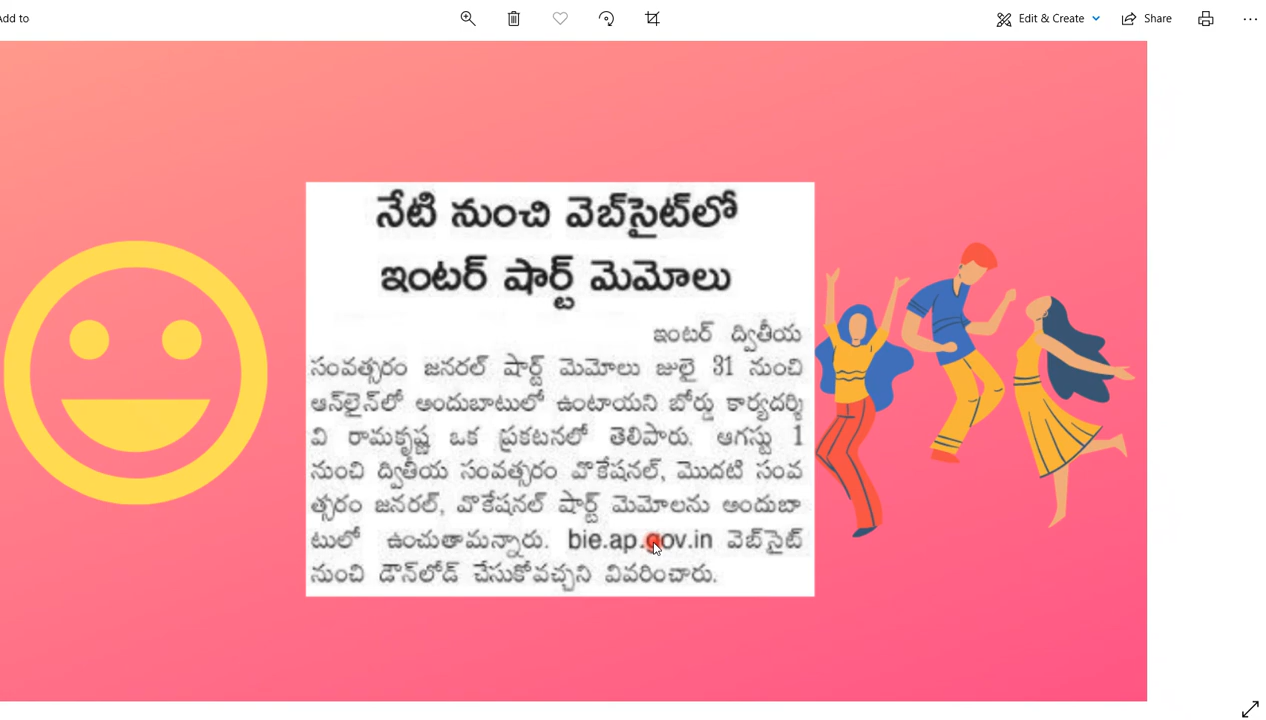 Add to
Edit & Create
Share
నేటి నుంచి వెబ్‌సైట్‌లో
ఇంటర్ షార్ట్ మెమోలు
ఇంటర్ ద్వితీయ
సంవత్సరం జనరల్ షార్ట్ మెమోలు జులై 31 నుంచి
ఆన్‌లైన్‌లో అందుబాటులో ఉంటాయని బోర్డు కార్యదర్శి
వి రామకృష్ణ ఒక ప్రకటనలో తెలిపారు. ఆగస్టు 1
నుంచి ద్వితీయ సంవత్సరం వొకేషనల్, మొదటి సంవ
త్సరం జనరల్, వొకేషనల్ షార్ట్ మెమోలను అందుబా
టులో ఉంచుతామన్నారు. bie.ap.gov.in వెబ్‌సైట్
నుంచి డౌన్‌లోడ్ చేసుకోవచ్చని వివరించారు.